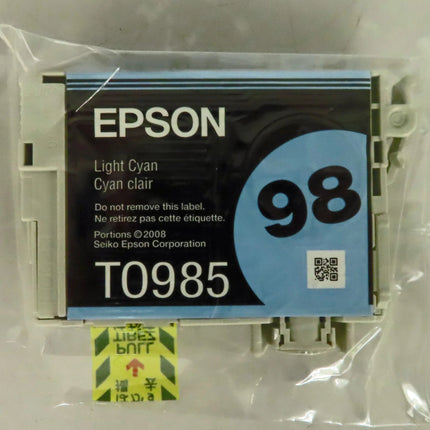 EPSON
Light Cyan
Cyan clair
98
Do not remove this label.
Ne retirez pas cette étiquette.
Portions ©2008
Seiko Epson Corporation
T0985
TIREZ
PULL